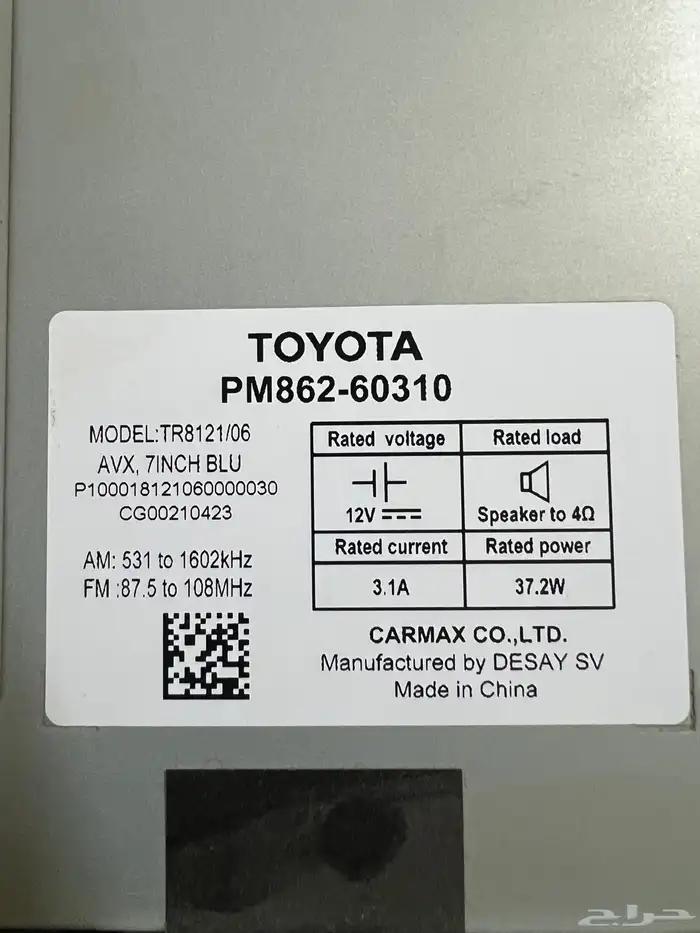 TOYOTA
PM862-60310
MODEL:TR8121/06
AVX, 7INCH BLU
P100018121060000030
CG00210423
AM: 531 to 1602kHz
FM :87.5 to 108MHz
Rated voltage
Rated load
12V
Speaker to 4Ω
Rated current
Rated power
3.1A
37.2W
CARMAX CO.,LTD.
Manufactured by DESAY SV
Made in China
حراج